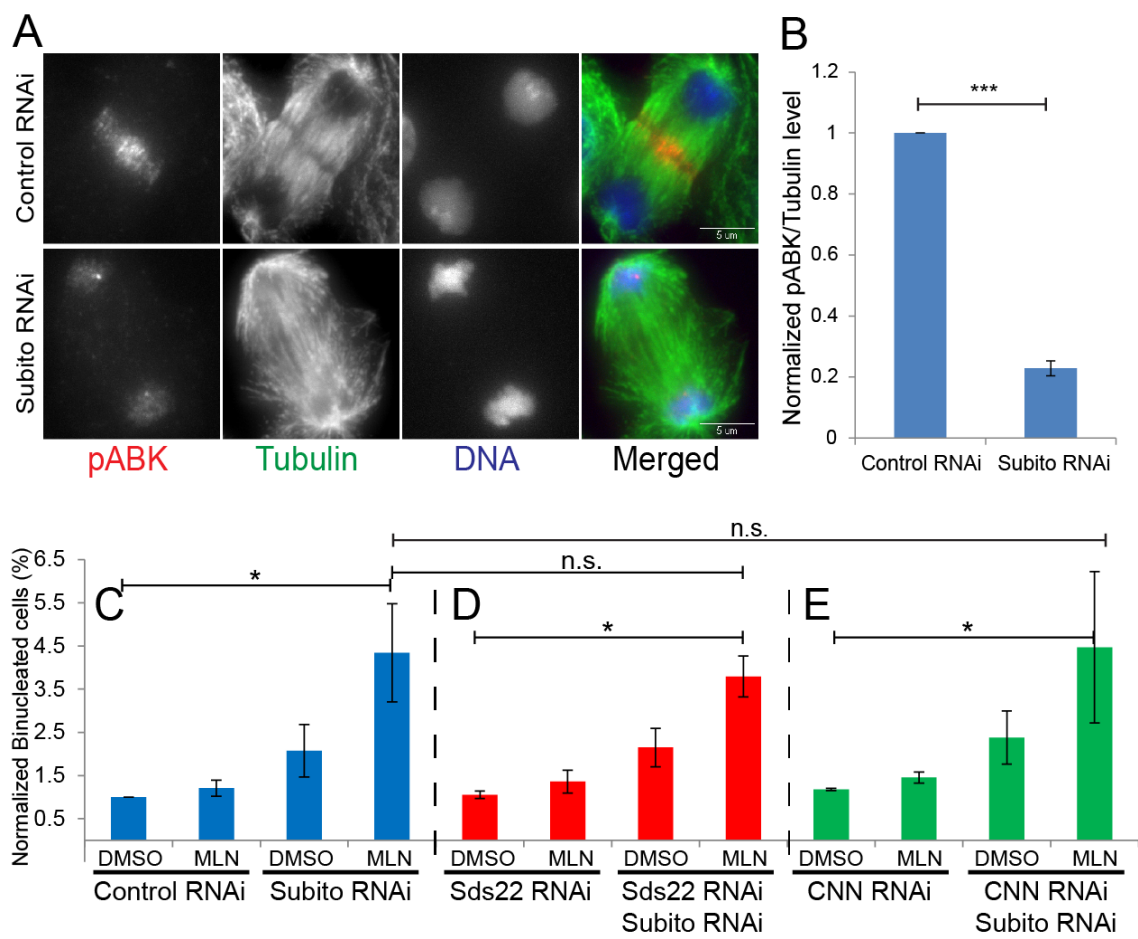 A
Control RNAi
5 um
Subito RNAi
5 um
pABK
Tubulin
DNA
Merged
B
Normalized pABK/Tubulin level
1.2
1
0.8
0.6
0.4
0.2
0
***
Control RNAi
Subito RNAi
Normalized Binucleated cells (%)
6.5
5.5
4.5
3.5
2.5
1.5
0.5
n.s.
n.s.
C
*
D
*
E
*
DMSO
MLN
DMSO
MLN
DMSO
MLN
DMSO
MLN
DMSO
MLN
DMSO
MLN
Control RNAi
Subito RNAi
Sds22 RNAi
Sds22 RNAi
Subito RNAi
CNN RNAi
CNN RNAi
Subito RNAi